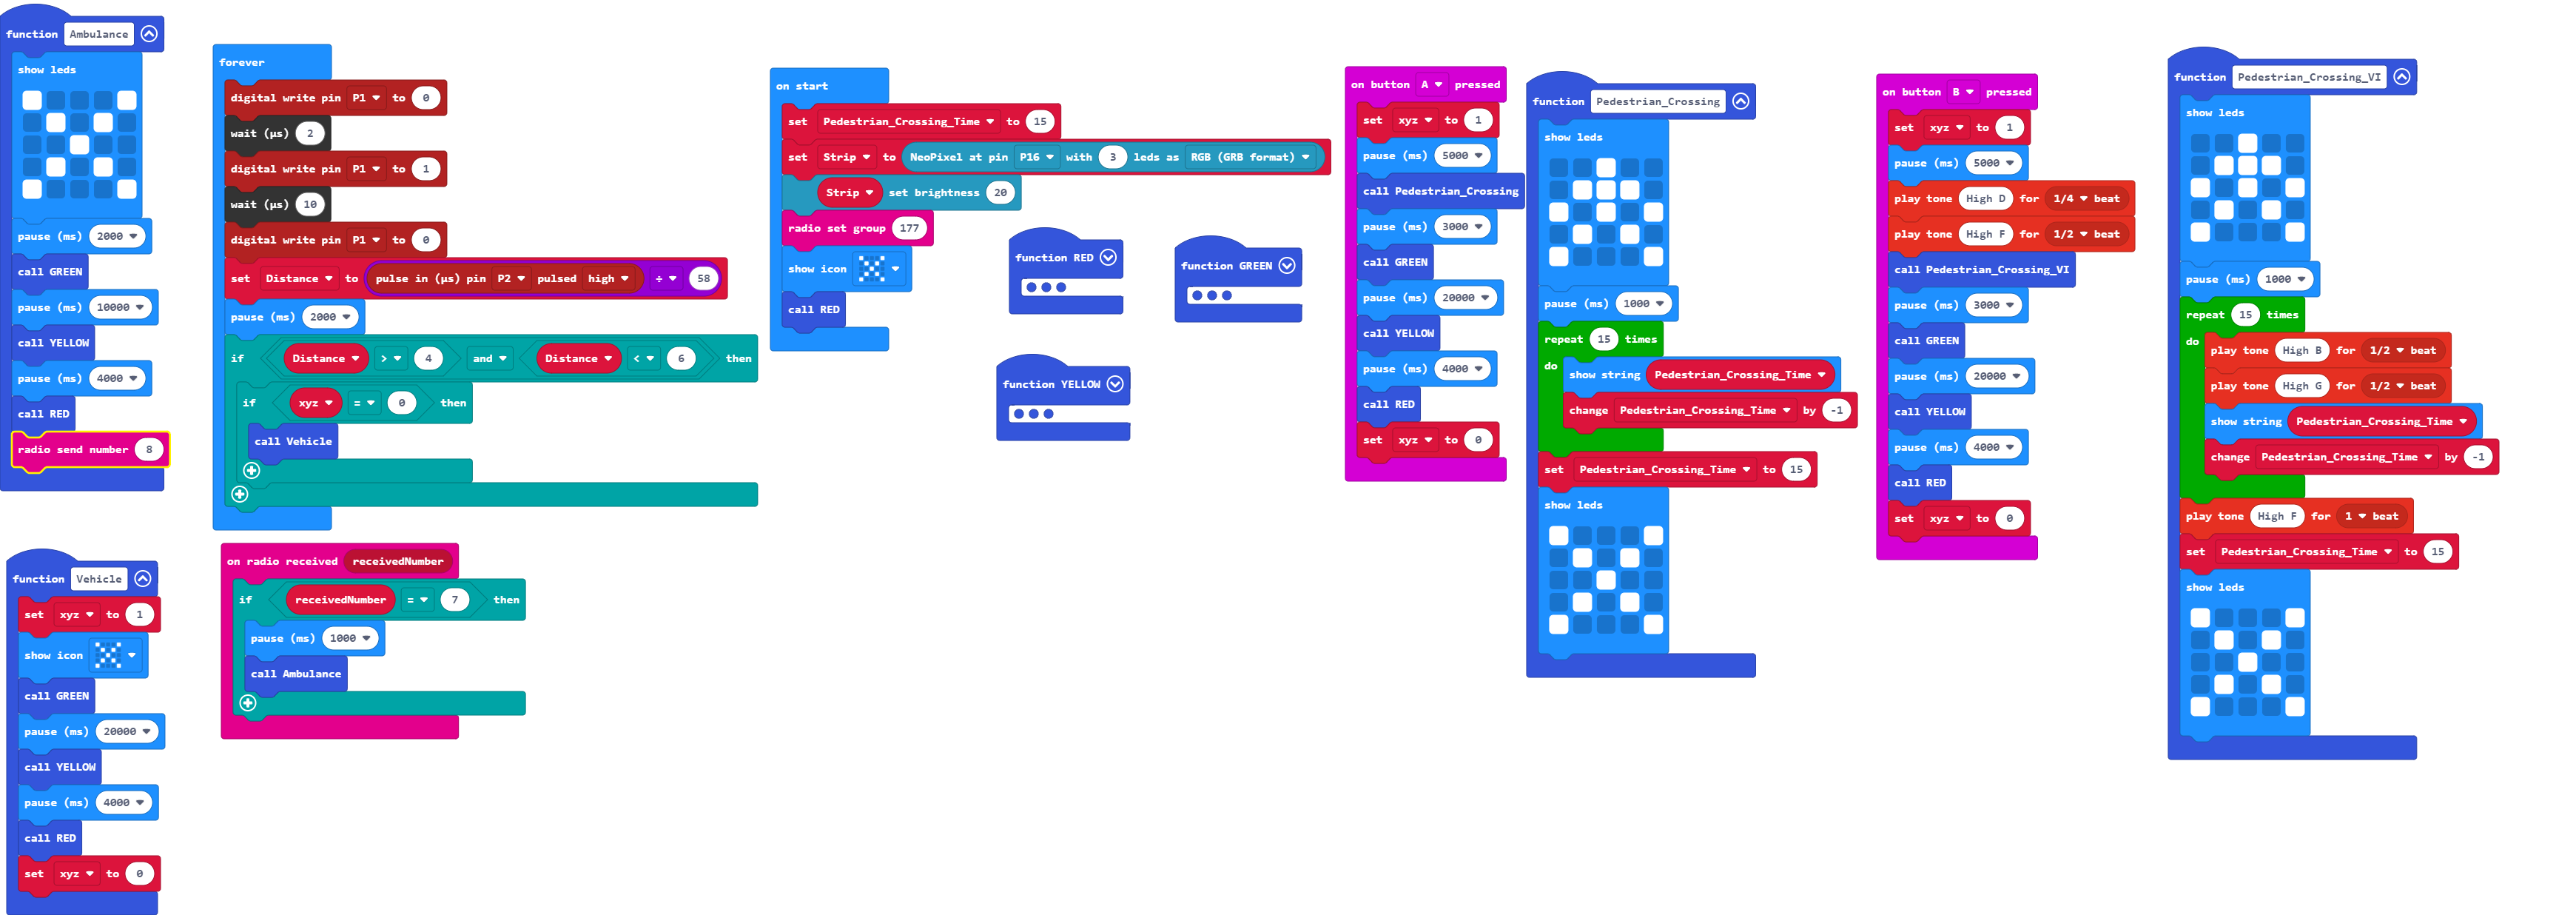 function Ambulance
show leds
pause (ms) 2000
call GREEN
pause (ms) 10000
call YELLOW
pause (ms) 4000
call RED
radio send number 8
function Vehicle
set xyz to 1
show icon
call GREEN
pause (ms) 20000
call YELLOW
pause (ms) 4000
call RED
set xyz to 0
forever
digital write pin P1 to 0
wait (µs) 2
digital write pin P1 to 1
wait (µs) 10
digital write pin P1 to 0
set Distance to pulse in (µs) pin P2 pulsed high ÷ 58
pause (ms) 2000
if Distance > 4 and Distance < 6 then
if xyz = 0 then
call Vehicle
on radio received receivedNumber
if receivedNumber = 7 then
pause (ms) 1000
call Ambulance
on start
set Pedestrian_Crossing_Time to 15
set Strip to NeoPixel at pin P16 with 3 leds as RGB (GRB format)
Strip set brightness 20
radio set group 177
show icon
call RED
function RED
function GREEN
function YELLOW
on button A pressed
set xyz to 1
pause (ms) 5000
call Pedestrian_Crossing
pause (ms) 3000
call GREEN
pause (ms) 20000
call YELLOW
pause (ms) 4000
call RED
set xyz to 0
function Pedestrian_Crossing
show leds
pause (ms) 1000
repeat 15 times
do show string Pedestrian_Crossing_Time
change Pedestrian_Crossing_Time by -1
set Pedestrian_Crossing_Time to 15
show leds
on button B pressed
set xyz to 1
pause (ms) 5000
play tone High D for 1/4 beat
play tone High F for 1/2 beat
call Pedestrian_Crossing_VI
pause (ms) 3000
call GREEN
pause (ms) 20000
call YELLOW
pause (ms) 4000
call RED
set xyz to 0
function Pedestrian_Crossing_VI
show leds
pause (ms) 1000
repeat 15 times
do play tone High B for 1/2 beat
play tone High G for 1/2 beat
show string Pedestrian_Crossing_Time
change Pedestrian_Crossing_Time by -1
play tone High F for 1 beat
set Pedestrian_Crossing_Time to 15
show leds